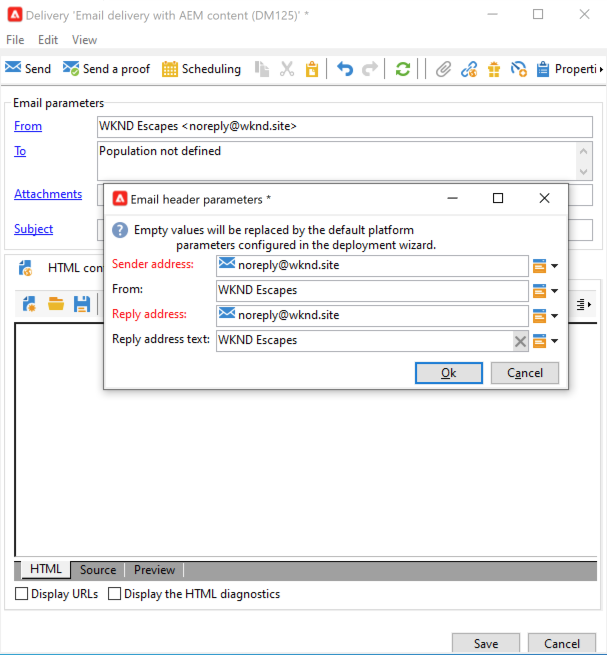 Delivery 'Email delivery with AEM content (DM125)' *
File Edit View
Send Send a proof Scheduling Properti
Email parameters
From WKND Escapes <noreply@wknd.site>
To Population not defined
Attachments
Subject
HTML con
Email header parameters *
Empty values will be replaced by the default platform
parameters configured in the deployment wizard.
Sender address: noreply@wknd.site
From: WKND Escapes
Reply address: noreply@wknd.site
Reply address text: WKND Escapes
Ok Cancel
HTML Source Preview
Display URLs Display the HTML diagnostics
Save Cancel